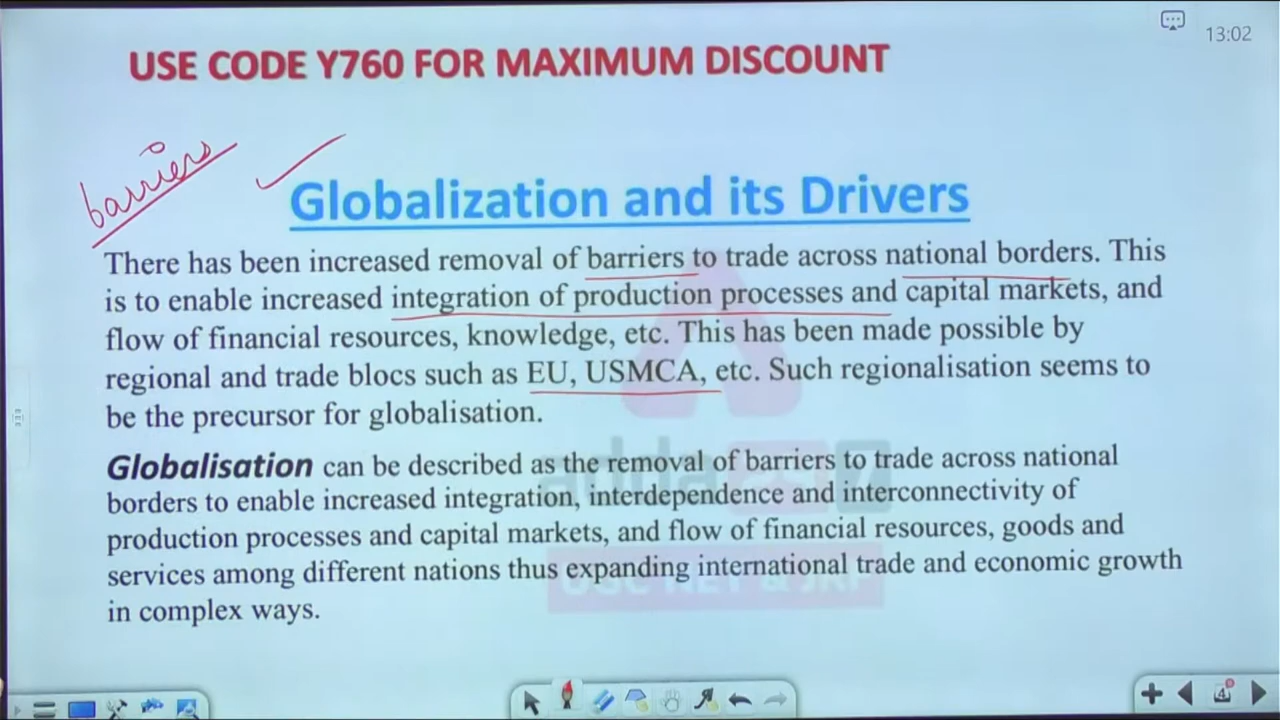 13:02
USE CODE Y760 FOR MAXIMUM DISCOUNT
barriers
Globalization and its Drivers
There has been increased removal of barriers to trade across national borders. This
is to enable increased integration of production processes and capital markets, and
flow of financial resources, knowledge, etc. This has been made possible by
regional and trade blocs such as EU, USMCA, etc. Such regionalisation seems to
be the precursor for globalisation.
Globalisation can be described as the removal of barriers to trade across national
borders to enable increased integration, interdependence and interconnectivity of
production processes and capital markets, and flow of financial resources, goods and
services among different nations thus expanding international trade and economic growth
in complex ways.
adda
UGC NET & JRF
4